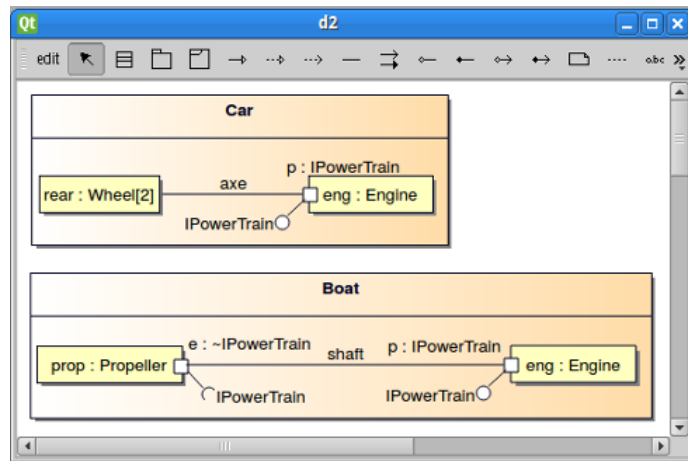 Qt d2
edit abc
Car
p : IPowerTrain
rear : Wheel[2] axe eng : Engine
IPowerTrain
Boat
e : ~IPowerTrain shaft p : IPowerTrain
prop : Propeller eng : Engine
IPowerTrain IPowerTrain